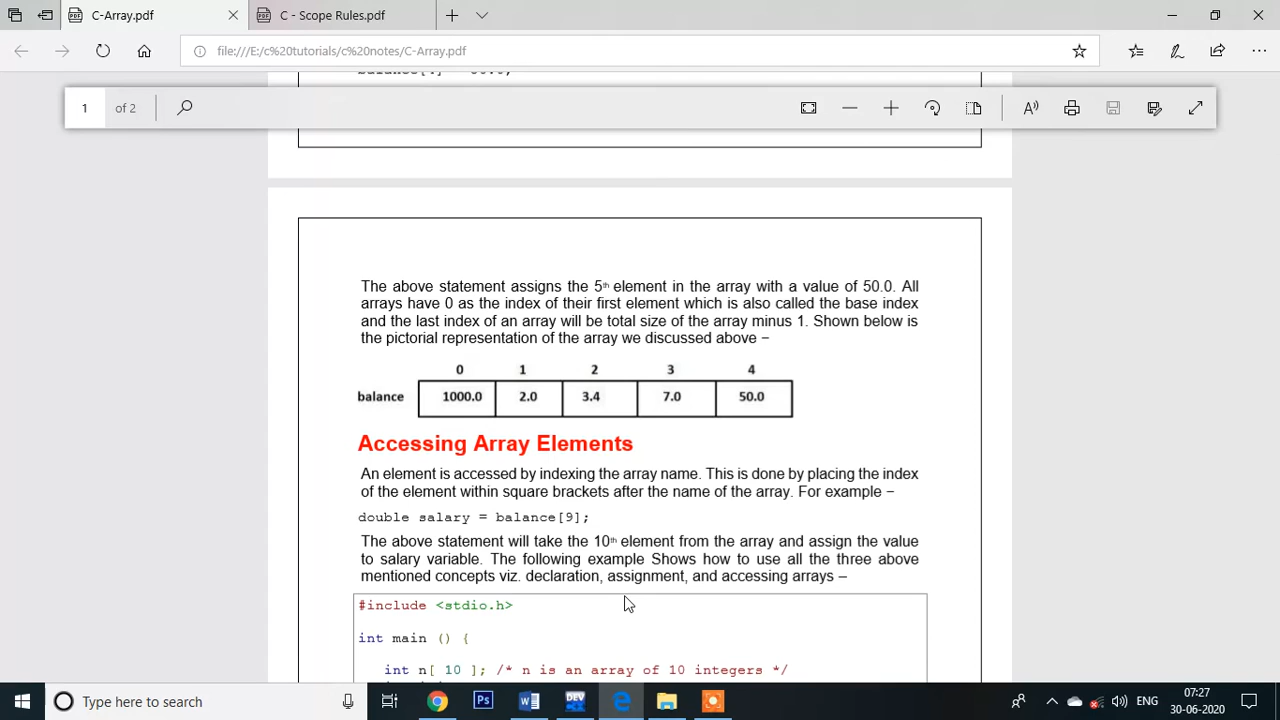 C-Array.pdf
C - Scope Rules.pdf
file:///E:/c%20tutorials/c%20notes/C-Array.pdf
1 of 2
The above statement assigns the 5th element in the array with a value of 50.0. All
arrays have 0 as the index of their first element which is also called the base index
and the last index of an array will be total size of the array minus 1. Shown below is
the pictorial representation of the array we discussed above −
0 1 2 3 4
balance 1000.0 2.0 3.4 7.0 50.0
Accessing Array Elements
An element is accessed by indexing the array name. This is done by placing the index
of the element within square brackets after the name of the array. For example −
double salary = balance[9];
The above statement will take the 10th element from the array and assign the value
to salary variable. The following example Shows how to use all the three above
mentioned concepts viz. declaration, assignment, and accessing arrays −
#include <stdio.h>
int main () {
int n[ 10 ]; /* n is an array of 10 integers */
Type here to search
Ps
W
DEV
ENG
07:27
30-06-2020